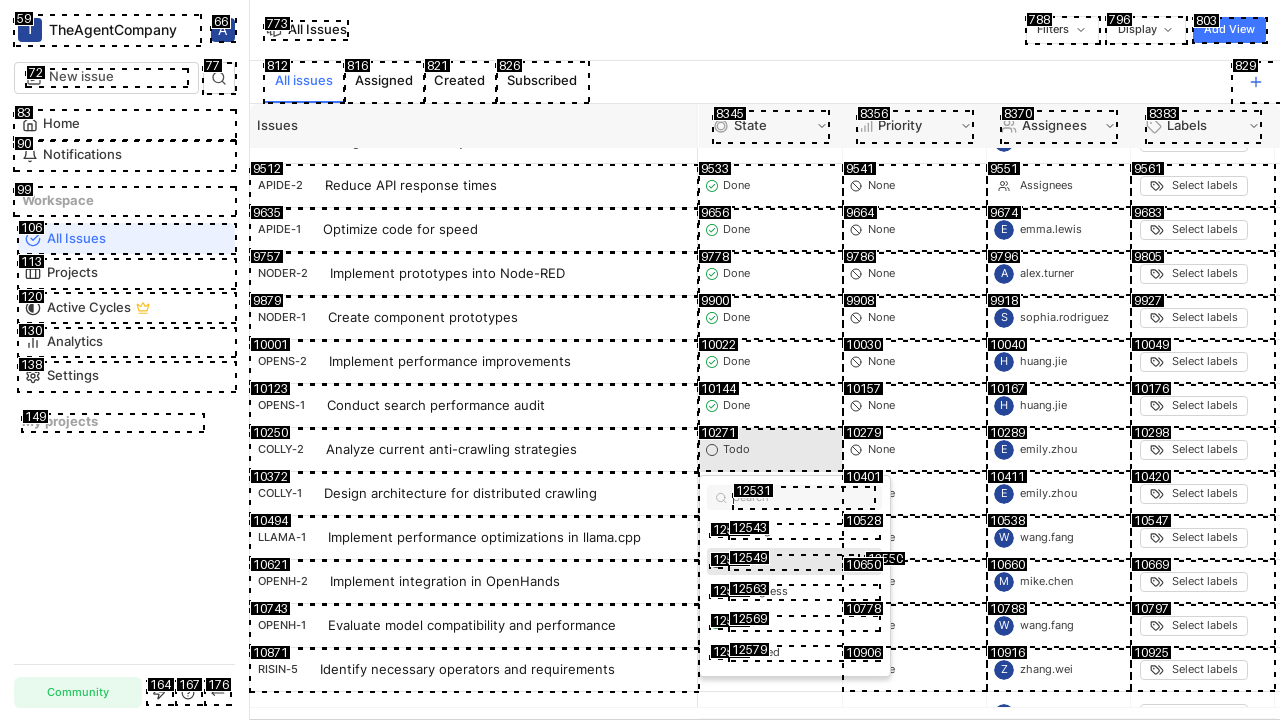 59
T TheAgentCompany
66
A
72 New issue
77
83 Home
90 Notifications
99
Workspace
106 All Issues
113 Projects
120 Active Cycles
130 Analytics
138 Settings
149
My projects
Community
164 167 176
773 All Issues
788 Filters
796 Display
803 Add View
812 All issues
816 Assigned
821 Created
826 Subscribed
829
+
Issues
8345 State
8356 Priority
8370 Assignees
8383 Labels
9512 9533 9541 9551 9561
APIDE-2 Reduce API response times Done None Assignees Select labels
9635 9656 9664 9674 9683
APIDE-1 Optimize code for speed Done None E emma.lewis Select labels
9757 9778 9786 9796 9805
NODER-2 Implement prototypes into Node-RED Done None A alex.turner Select labels
9879 9900 9908 9918 9927
NODER-1 Create component prototypes Done None S sophia.rodriguez Select labels
10001 10022 10030 10040 10049
OPENS-2 Implement performance improvements Done None H huang.jie Select labels
10123 10144 10157 10167 10176
OPENS-1 Conduct search performance audit Done None H huang.jie Select labels
10250 10271 10279 10289 10298
COLLY-2 Analyze current anti-crawling strategies Todo None E emily.zhou Select labels
10372 10401 10411 10420
COLLY-1 Design architecture for distributed crawling E emily.zhou Select labels
12531
10494 10528 10538 10547
LLAMA-1 Implement performance optimizations in llama.cpp W wang.fang Select labels
12543
12549
10621 10650 10660 10669
OPENH-2 Implement integration in OpenHands M mike.chen Select labels
12563
10743 10778 10788 10797
OPENH-1 Evaluate model compatibility and performance W wang.fang Select labels
12569
10871 10906 10916 10925
RISIN-5 Identify necessary operators and requirements Z zhang.wei Select labels
12579